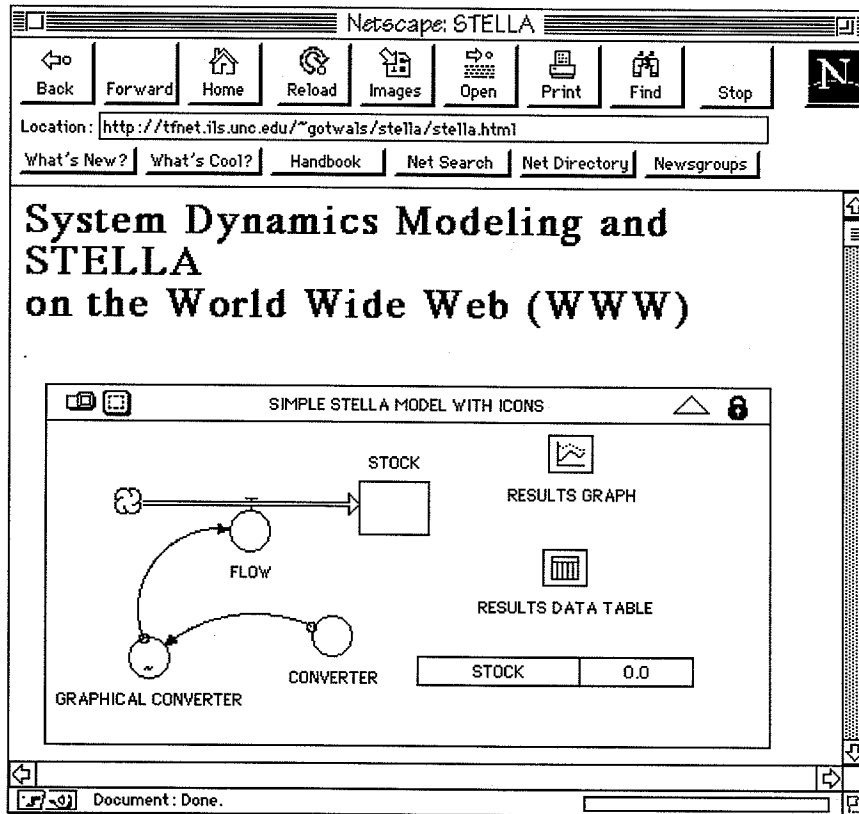 Netscape: STELLA
Back Forward Home Reload Images Open Print Find Stop N
Location: http://tfnet.ils.unc.edu/~gotwals/stella/stella.html
What's New? What's Cool? Handbook Net Search Net Directory Newsgroups
System Dynamics Modeling and
STELLA
on the World Wide Web (WWW)
SIMPLE STELLA MODEL WITH ICONS
STOCK
RESULTS GRAPH
FLOW
RESULTS DATA TABLE
CONVERTER
STOCK 0.0
~
GRAPHICAL CONVERTER
Document: Done.